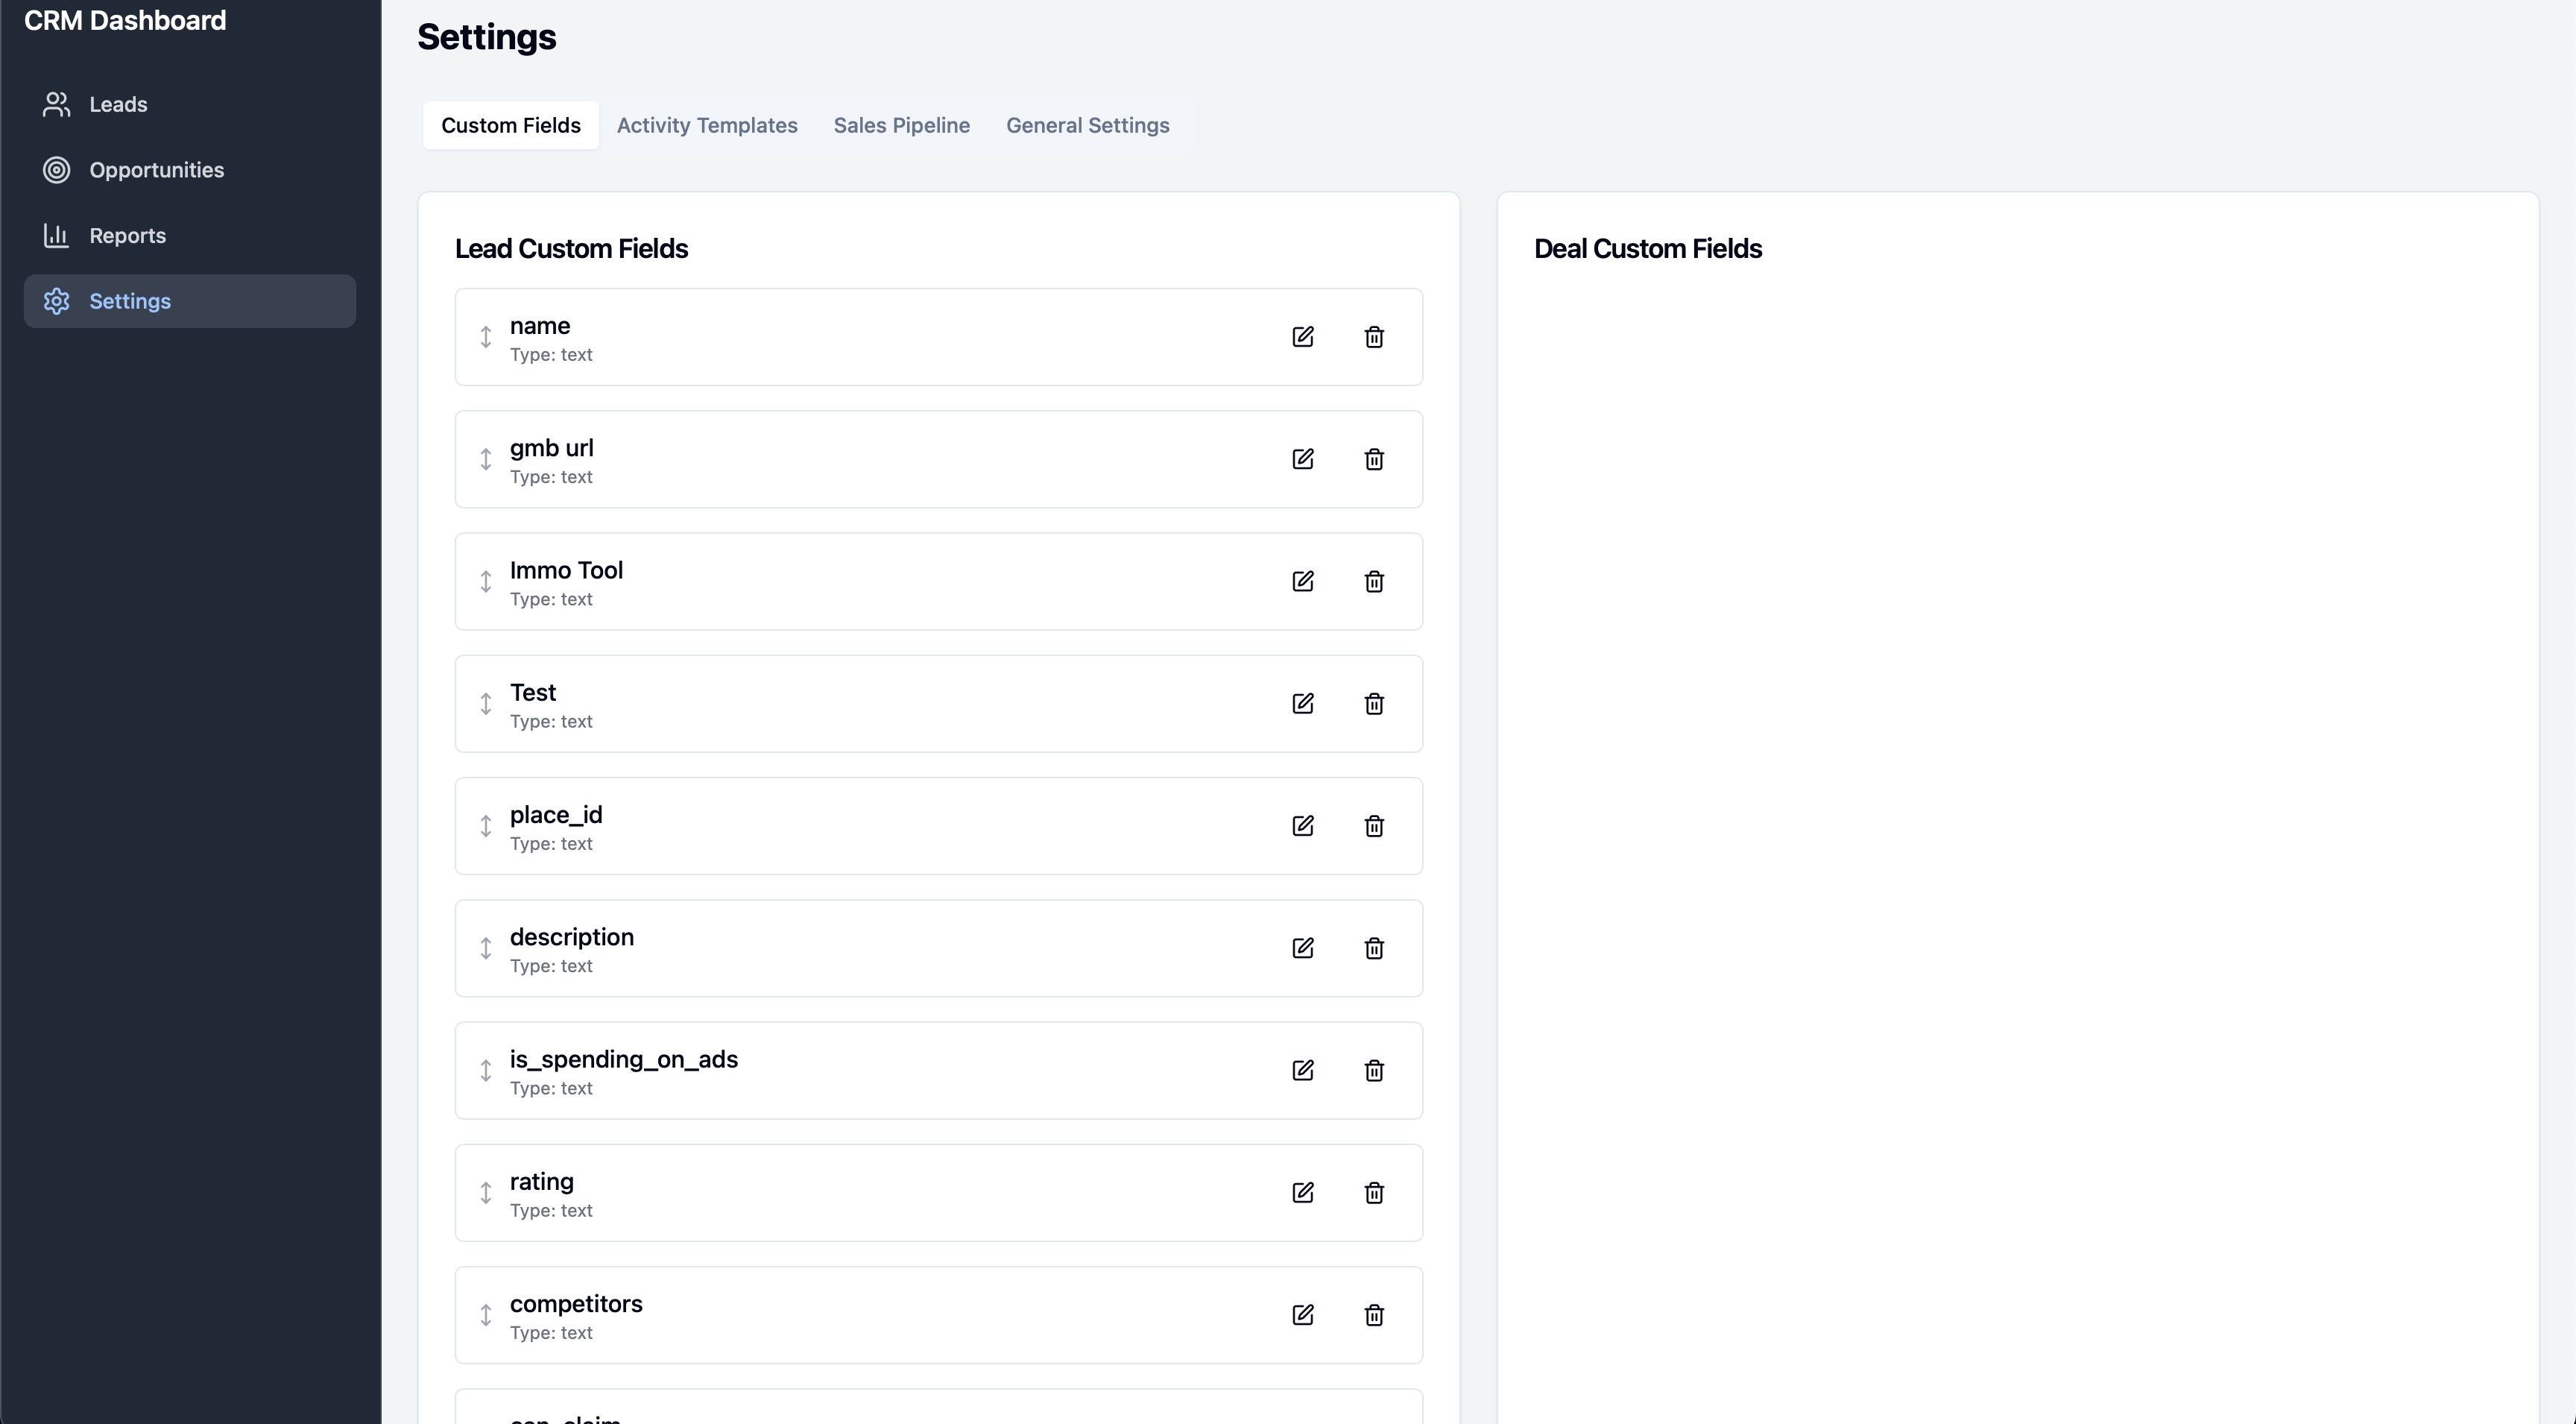 CRM Dashboard
Leads
Opportunities
Reports
Settings
Settings
Custom Fields
Activity Templates
Sales Pipeline
General Settings
Lead Custom Fields
name
Type: text
gmb url
Type: text
Immo Tool
Type: text
Test
Type: text
place_id
Type: text
description
Type: text
is_spending_on_ads
Type: text
rating
Type: text
competitors
Type: text
Deal Custom Fields